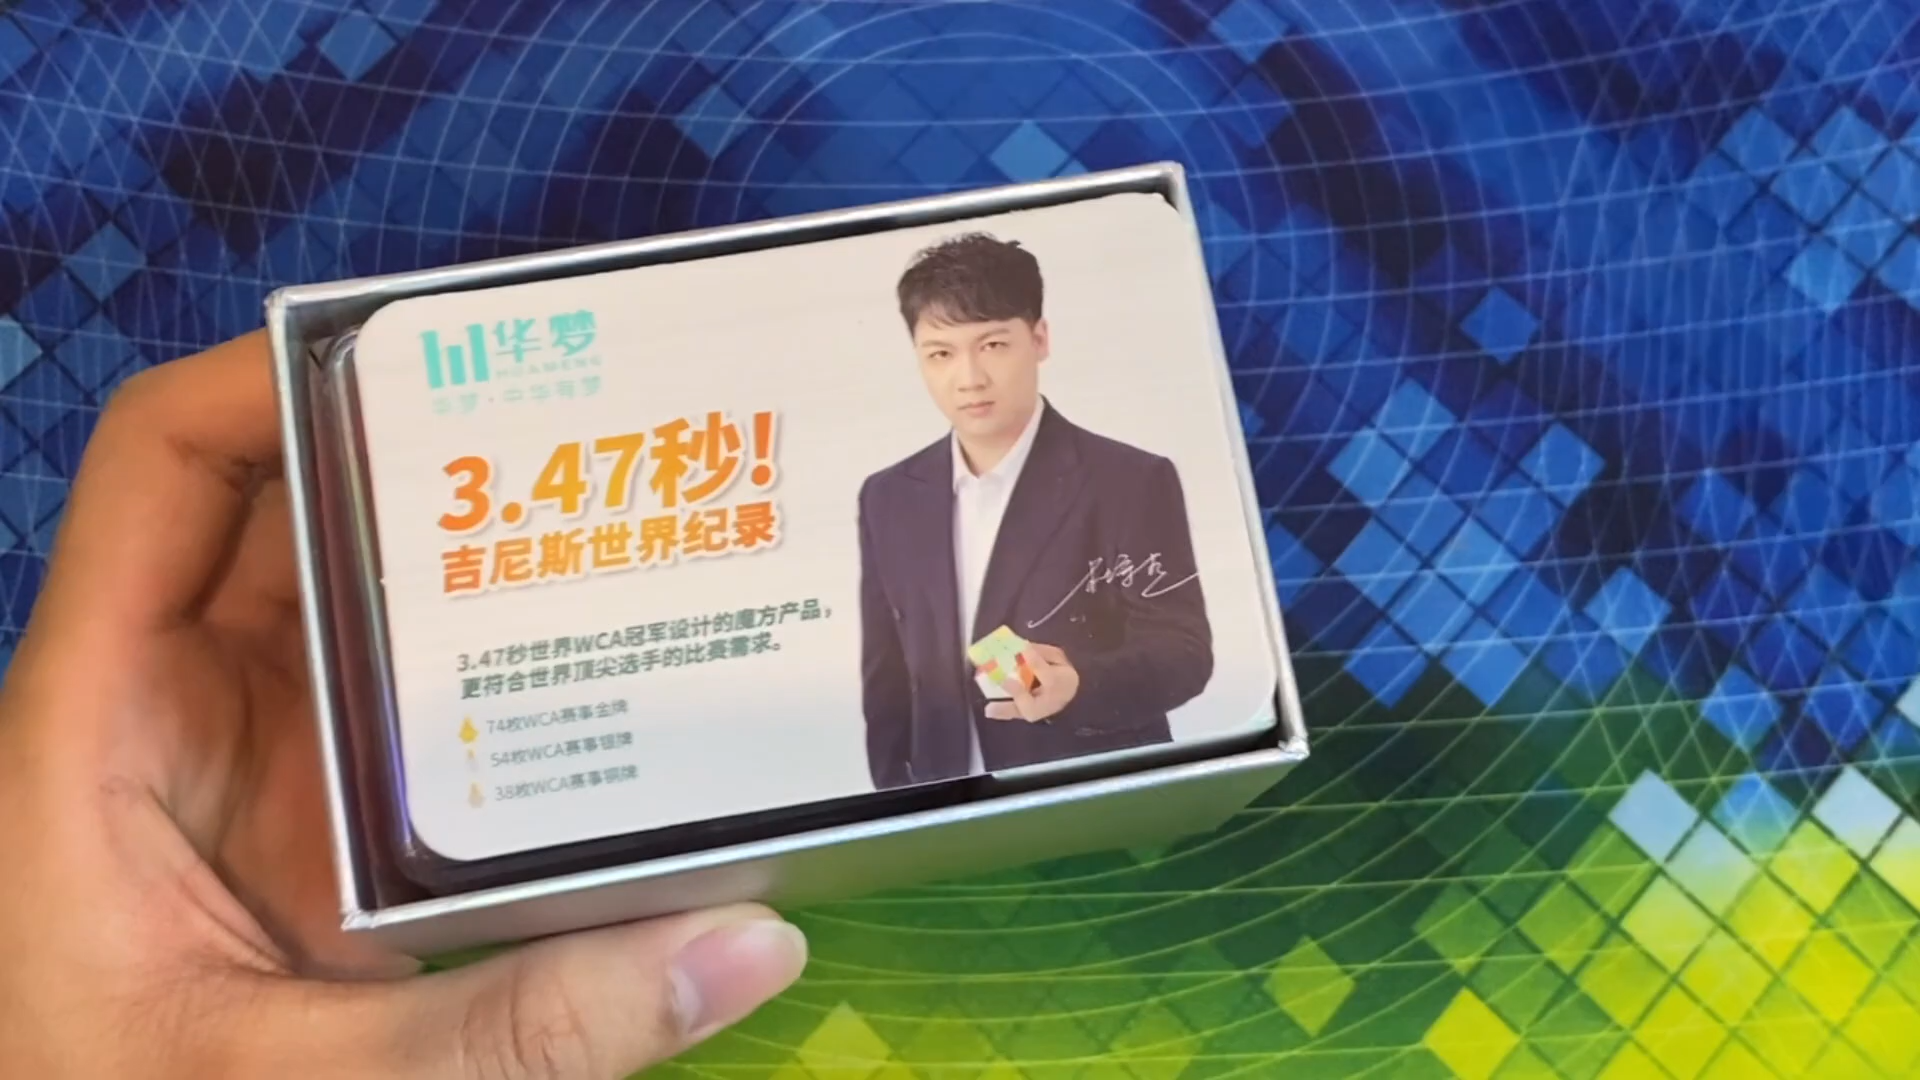 华梦
HUAMENG
华梦·中华有梦
3.47秒!
吉尼斯世界纪录
3.47秒世界WCA冠军设计的魔方产品，
更符合世界顶尖选手的比赛需求。
74枚WCA赛事金牌
54枚WCA赛事银牌
38枚WCA赛事铜牌